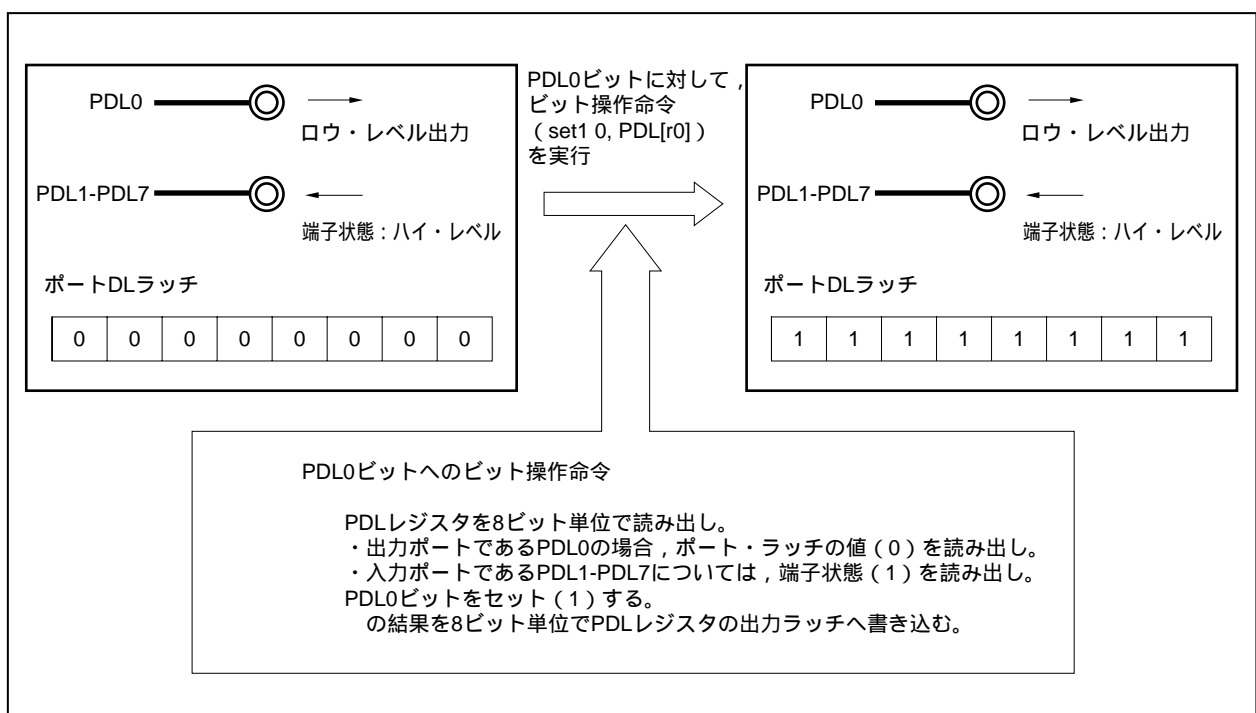 PDL0
ロウ・レベル出力
PDL1-PDL7
端子状態：ハイ・レベル
ポートDLラッチ
0 0 0 0 0 0 0 0
PDL0ビットに対して，
ビット操作命令
（set1 0, PDL[r0]）
を実行
PDL0
ロウ・レベル出力
PDL1-PDL7
端子状態：ハイ・レベル
ポートDLラッチ
1 1 1 1 1 1 1 1
PDL0ビットへのビット操作命令
PDLレジスタを8ビット単位で読み出し。
・出力ポートであるPDL0の場合，ポート・ラッチの値（0）を読み出し。
・入力ポートであるPDL1-PDL7については，端子状態（1）を読み出し。
PDL0ビットをセット（1）する。
の結果を8ビット単位でPDLレジスタの出力ラッチへ書き込む。